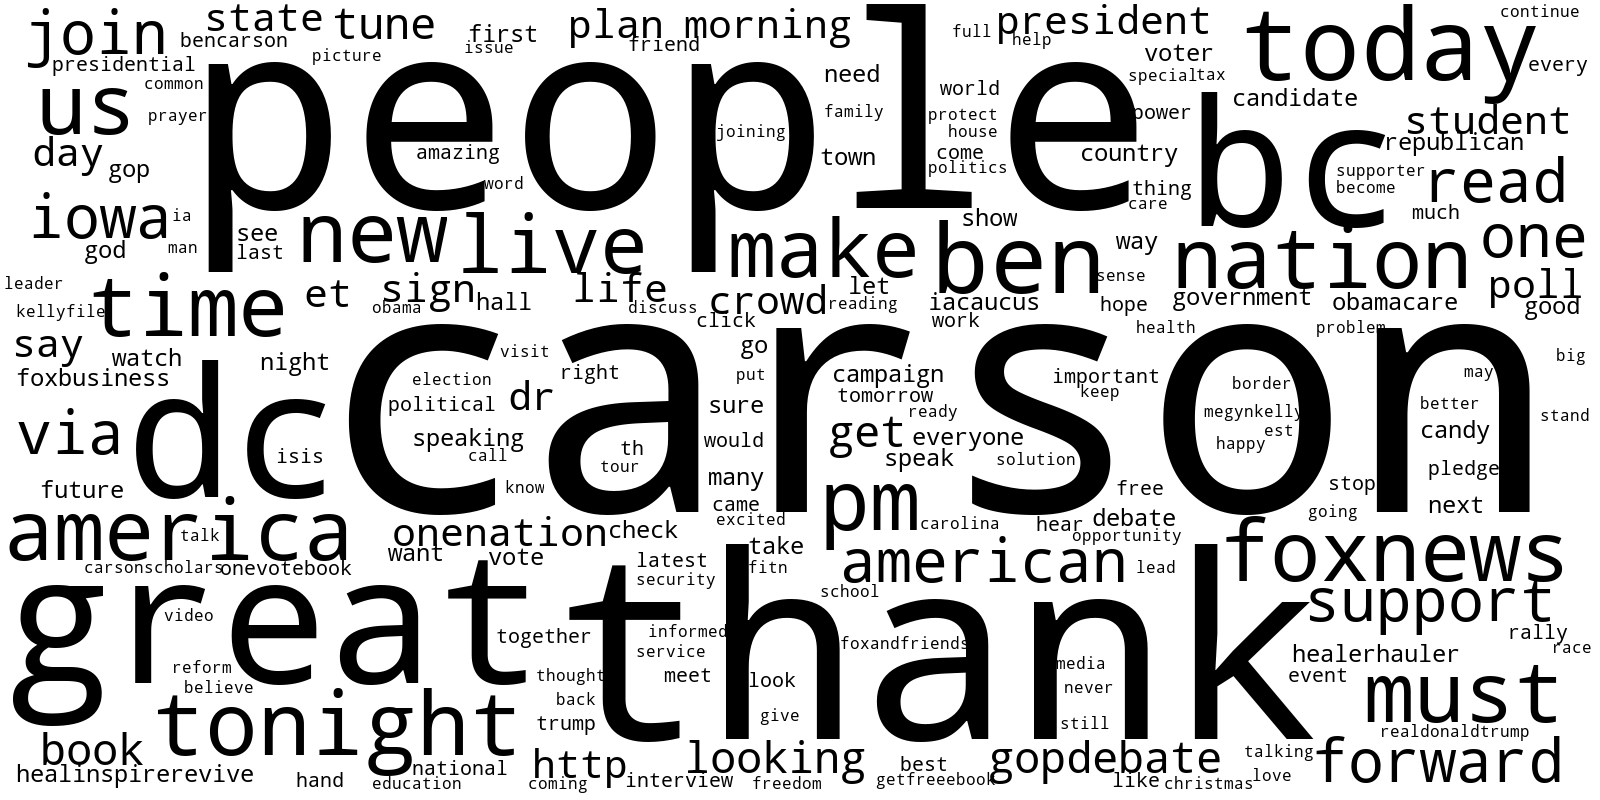 join state tune first plan morning president today continue
bencarson picture issue friend full help voter
presidential common need world specialtax every
us prayer people family protect power candidate student
day gop amazing joining town house come politics country bc republican
word thing care supporter become read much
iowa ia god man see last new live make show ben way nation one
leader time et sign hall life let crowd reading iacaucus sense hope government obamacare poll good
kellyfile obama discuss click work health problem
say watch night visit go carson big
foxbusiness election right put campaign important border may
via dc political dr sure tomorrow keep megynkelly better stand
isis speaking call th tour would get everyone ready est happy candy
future know many speak solution pledge
america came pm free stop next
talk onenation check excited carolina hear debate going
carsonscholars onevotebook want vote latest take american opportunity lead foxnews
great security fitn school support
video together informed thank rally
reform service foxandfriends media healerhauler race
believe thought meet look never event must
tonight back give still
book trump realdonaldtrump
healinspirerevive national http looking best gopdebate talking forward
hand education coming interview freedom getfreeebook like christmas love